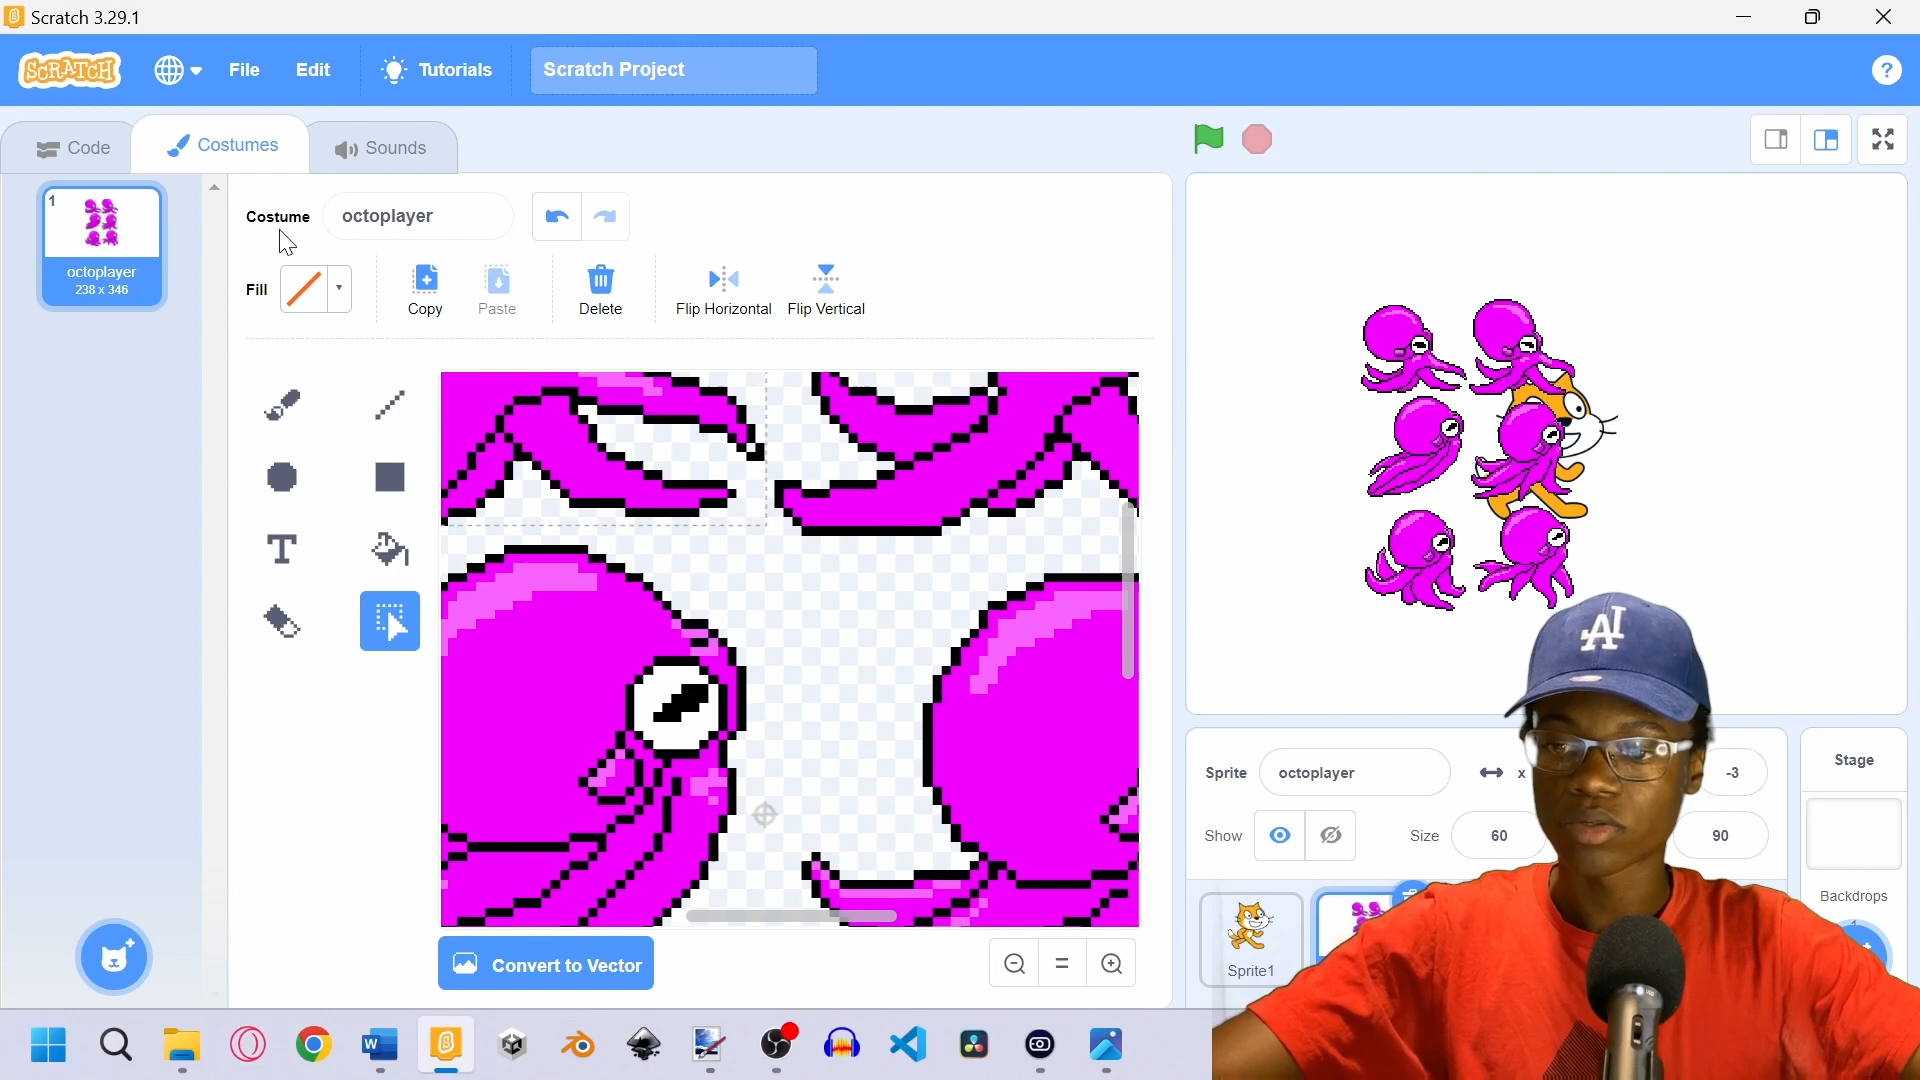 Scratch 3.29.1
SCRATCH
File
Edit
Tutorials
Scratch Project
?
Code
Costumes
Sounds
1
octoplayer
238 x 346
Costume
octoplayer
Fill
Copy
Paste
Delete
Flip Horizontal
Flip Vertical
T
Convert to Vector
LA
Sprite
octoplayer
x
-3
Show
Size
60
90
Stage
Backdrops
Sprite1
W